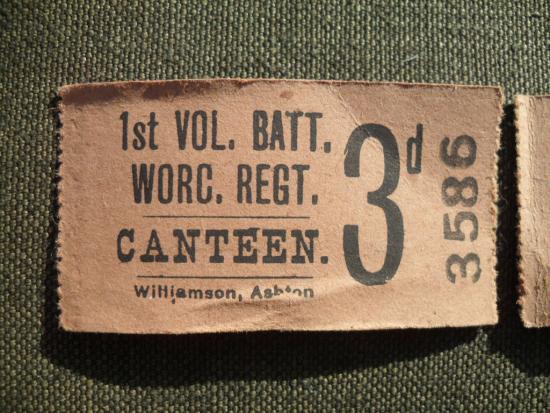 1st VOL. BATT.
WORC. REGT.
CANTEEN.
Williamson, Ashton
3d
3586